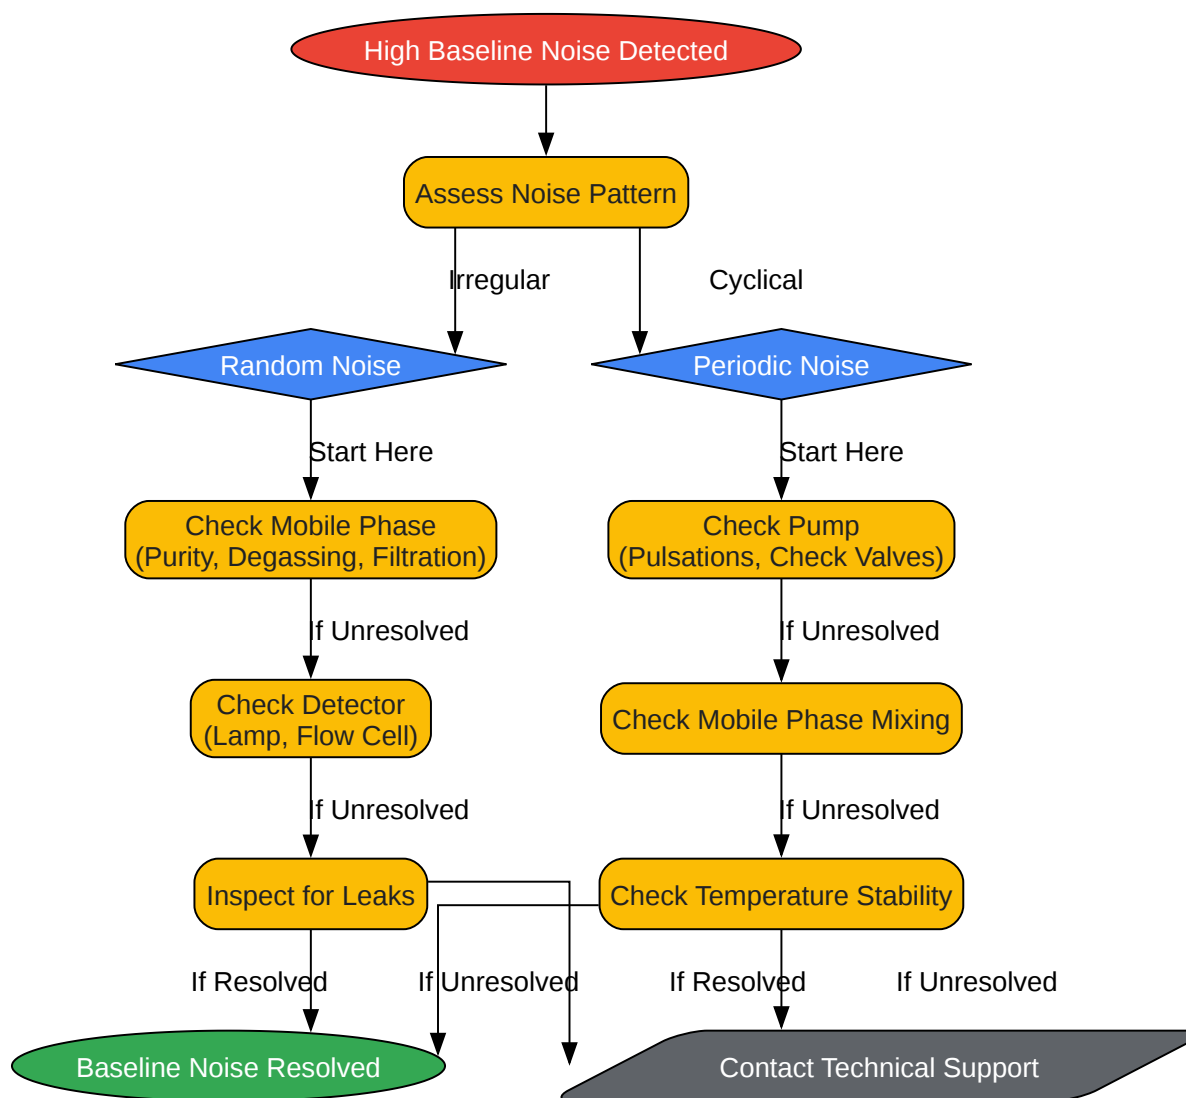 High Baseline Noise Detected
Assess Noise Pattern
Irregular
Cyclical
Random Noise
Periodic Noise
Start Here
Start Here
Check Mobile Phase
(Purity, Degassing, Filtration)
Check Pump
(Pulsations, Check Valves)
If Unresolved
If Unresolved
Check Detector
(Lamp, Flow Cell)
Check Mobile Phase Mixing
If Unresolved
If Unresolved
Inspect for Leaks
Check Temperature Stability
If Resolved
If Unresolved
If Resolved
If Unresolved
Baseline Noise Resolved
Contact Technical Support